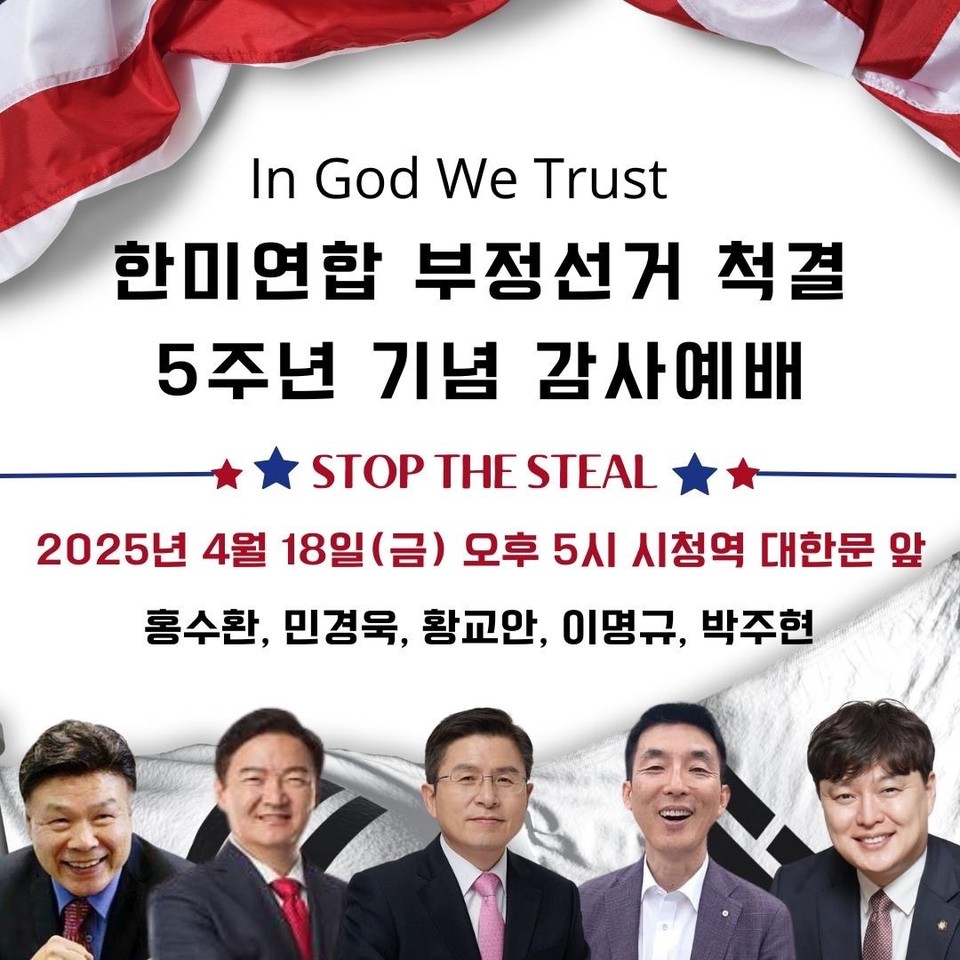 In God We Trust
한미연합 부정선거 척결
5주년 기념 감사예배
STOP THE STEAL
2025년 4월 18일(금) 오후 5시 시청역 대한문 앞
홍수환, 민경욱, 황교안, 이명규, 박주현